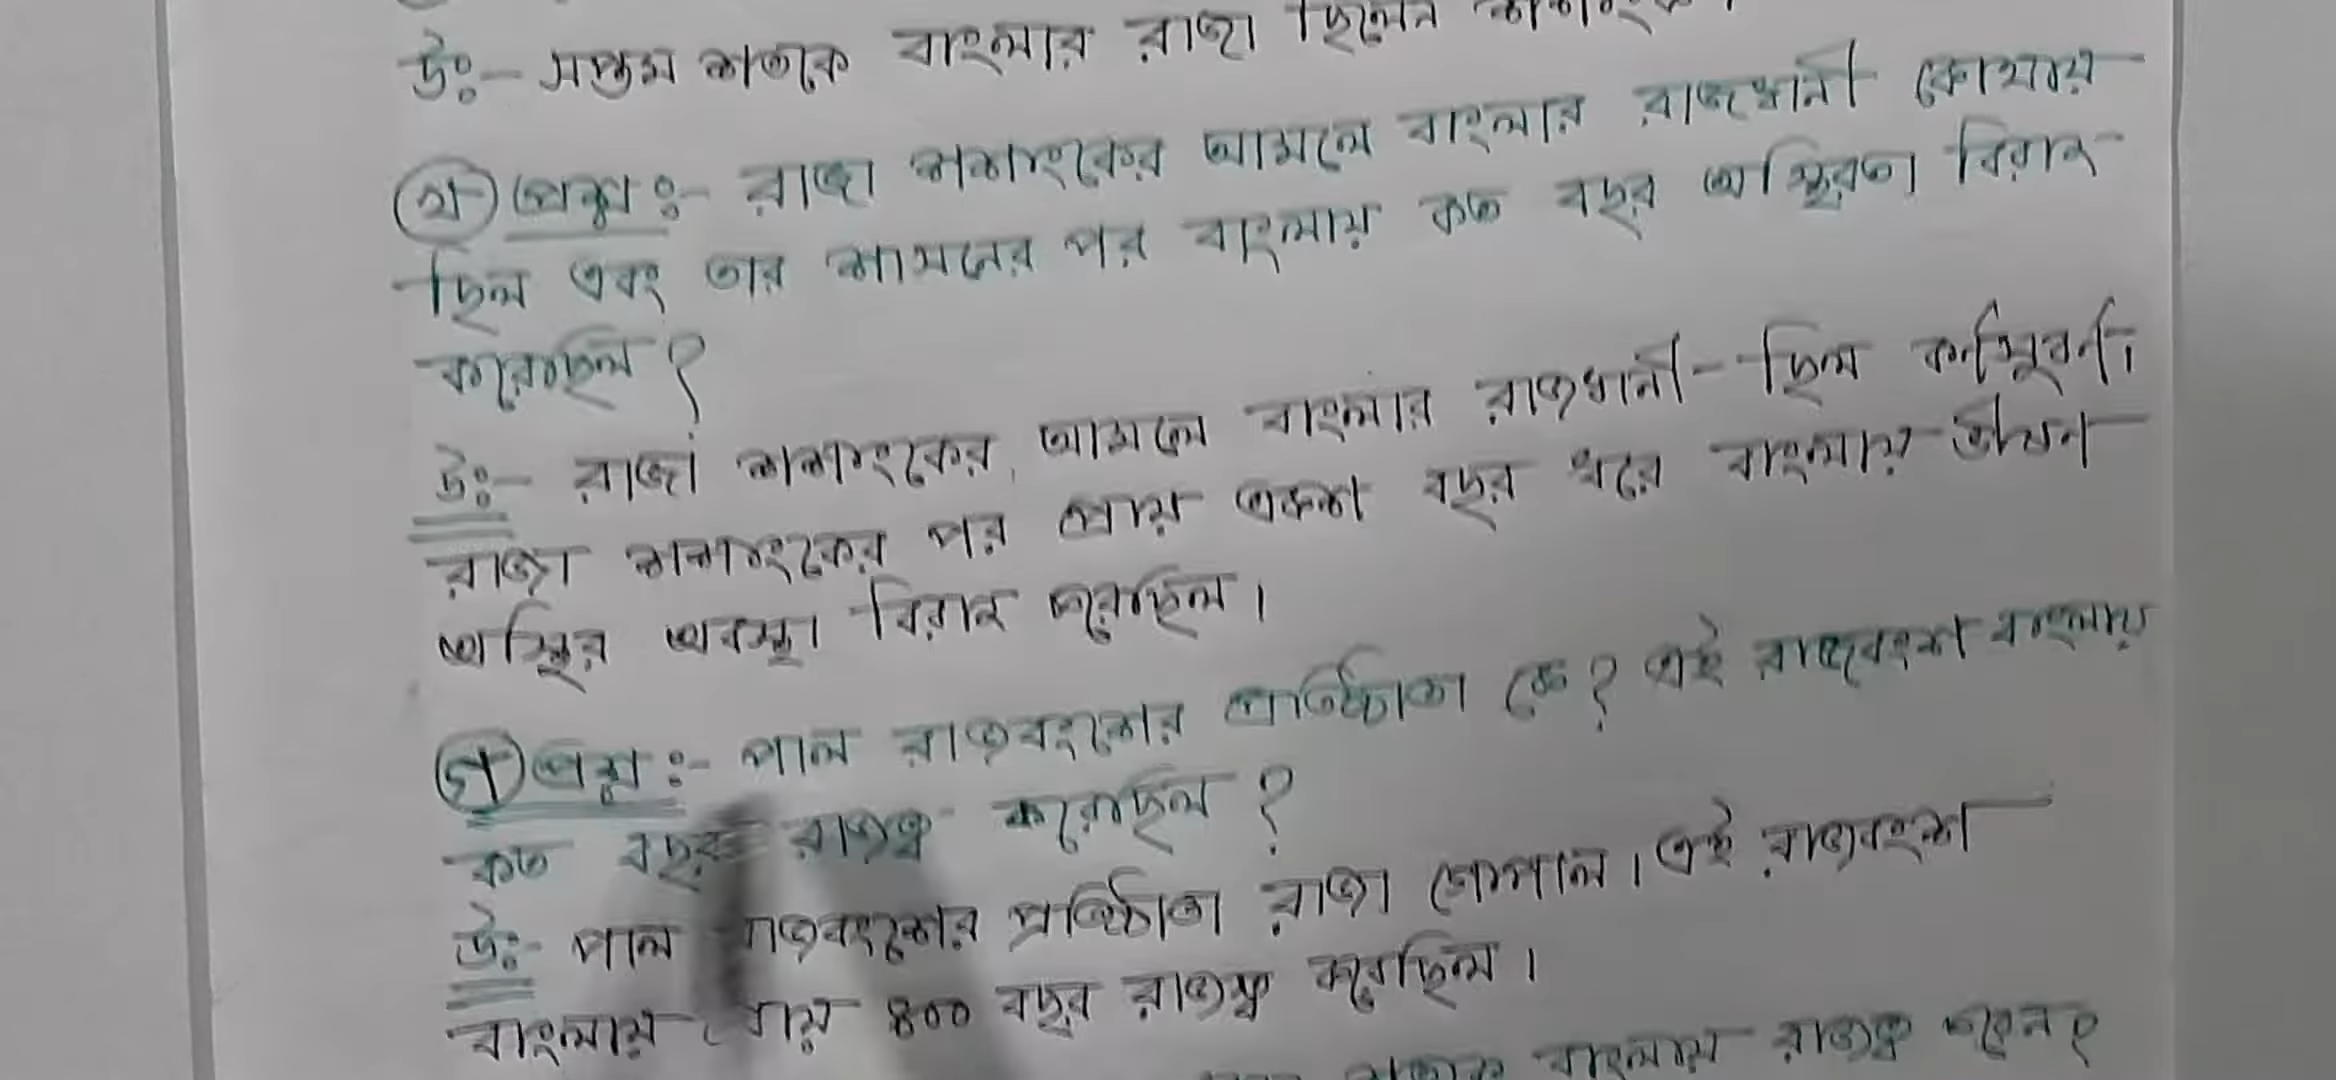 উঃ- সপ্তম শতকে বাংলার রাজা ছিলেন শশাংক।
(খ) প্রশ্ন :- রাজা শশাংকের আমলে বাংলার রাজধানী কোথায়
ছিল এবং তার শাসনের পর বাংলায় কত বছর অস্থিরতা বিরাজ
করেছিল ?
উঃ- রাজা শশাংকের আমলে বাংলার রাজধানী ছিল কর্ণসুবর্ণ।
রাজা শশাংকের পর প্রায় একশ বছর ধরে বাংলায় ভীষণ
অস্থির অবস্থা বিরাজ করেছিল।
(গ) প্রশ্ন :- পাল রাজবংশের প্রতিষ্ঠাতা কে? এই রাজবংশ বাংলায়
কত বছর রাজত্ব করেছিল ?
উঃ- পাল রাজবংশের প্রতিষ্ঠাতা রাজা গোপাল। এই রাজবংশ
বাংলায় প্রায় ৪০০ বছর রাজত্ব করেছিল।
বাংলায় রাজত্ব করেন?